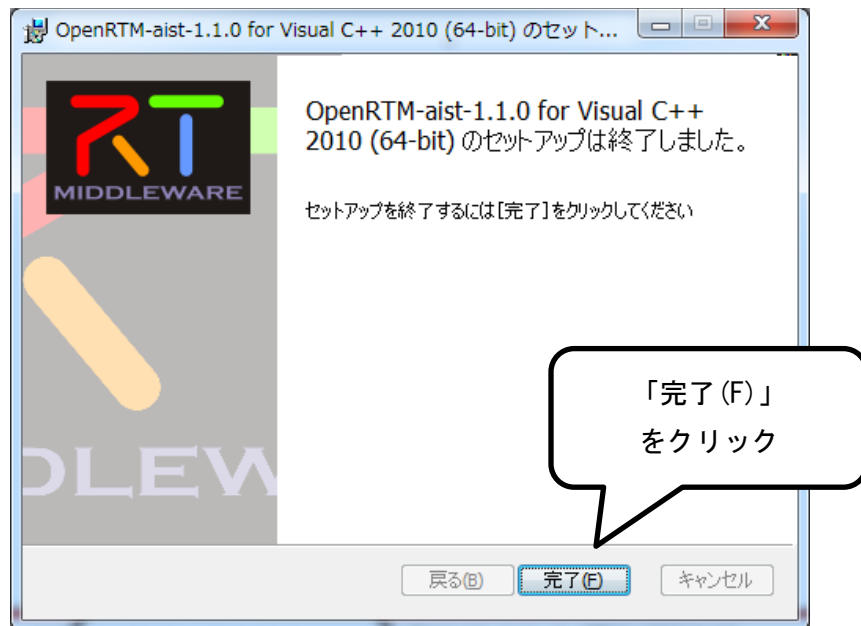 OpenRTM-aist-1.1.0 for Visual C++ 2010 (64-bit) のセットア...
RT
MIDDLEWARE
OpenRTM-aist-1.1.0 for Visual C++
2010 (64-bit) のセットアップは終了しました。
セットアップを終了するには[完了]をクリックしてください
「完了(F)」
をクリック
DLEW
戻る(B)
完了(F)
キャンセル